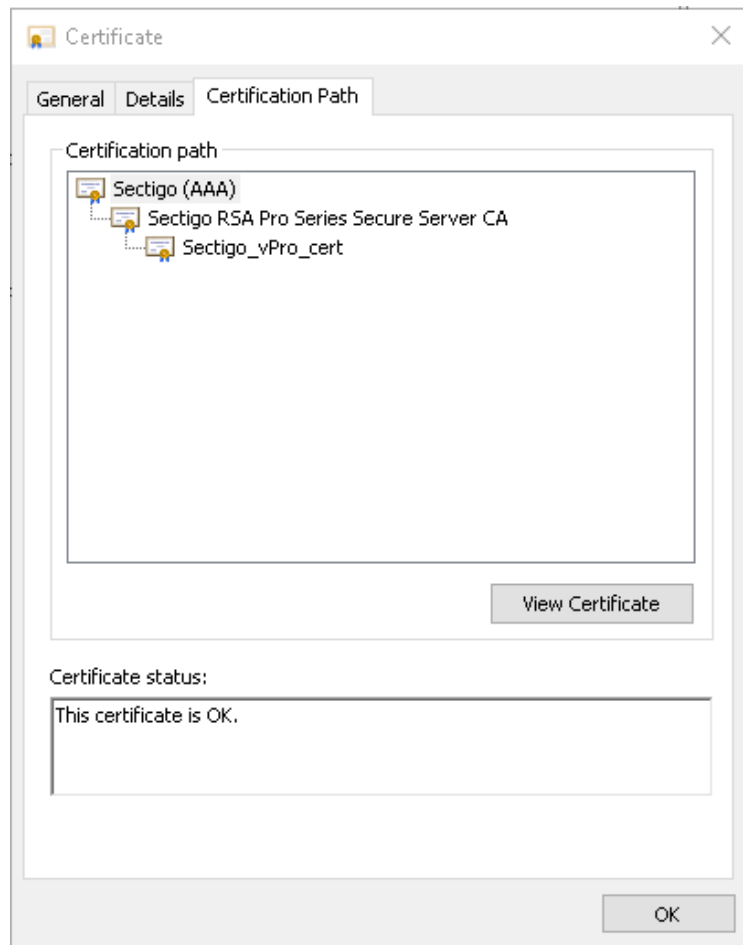 Certificate
General Details Certification Path
Certification path
Sectigo (AAA)
Sectigo RSA Pro Series Secure Server CA
Sectigo_vPro_cert
View Certificate
Certificate status:
This certificate is OK.
OK